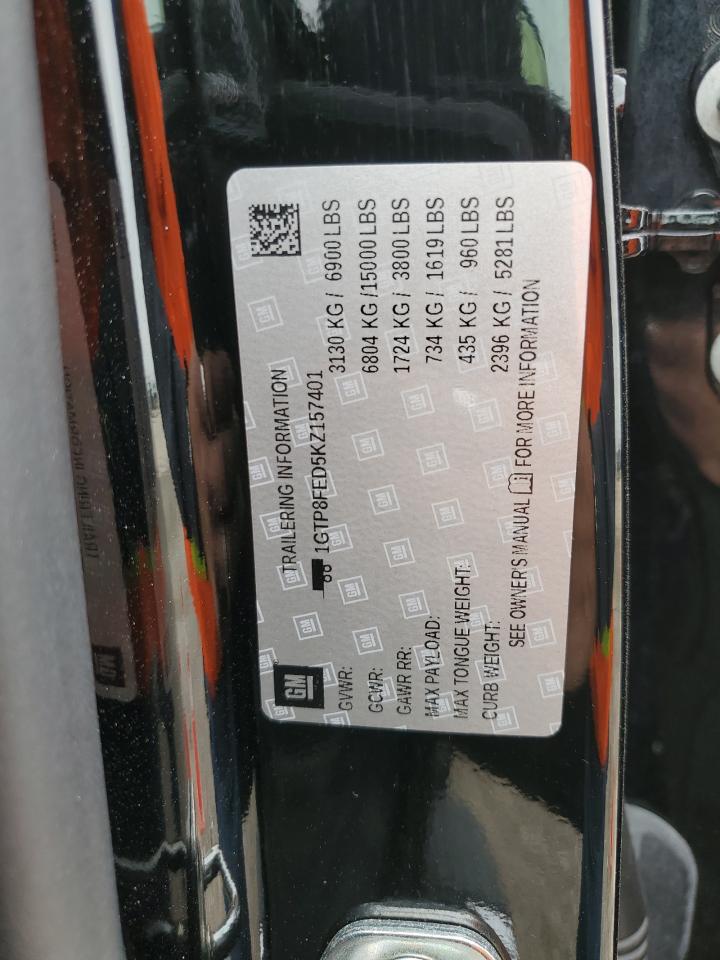 GM
TRAILERING INFORMATION
1GTP8FED5KZ157401
GVWR: 3130 KG / 6900 LBS
GCWR: 6804 KG /15000 LBS
GAWR RR: 1724 KG / 3800 LBS
MAX PAYLOAD: 734 KG / 1619 LBS
MAX TONGUE WEIGHT: 435 KG / 960 LBS
CURB WEIGHT: 2396 KG / 5281 LBS
SEE OWNER'S MANUAL FOR MORE INFORMATION